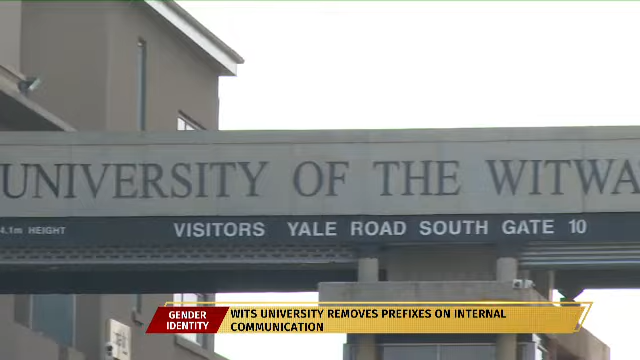 UNIVERSITY OF THE WITWA
4.1m HEIGHT
VISITORS YALE ROAD SOUTH GATE 10
GENDER
IDENTITY
WITS UNIVERSITY REMOVES PREFIXES ON INTERNAL
COMMUNICATION